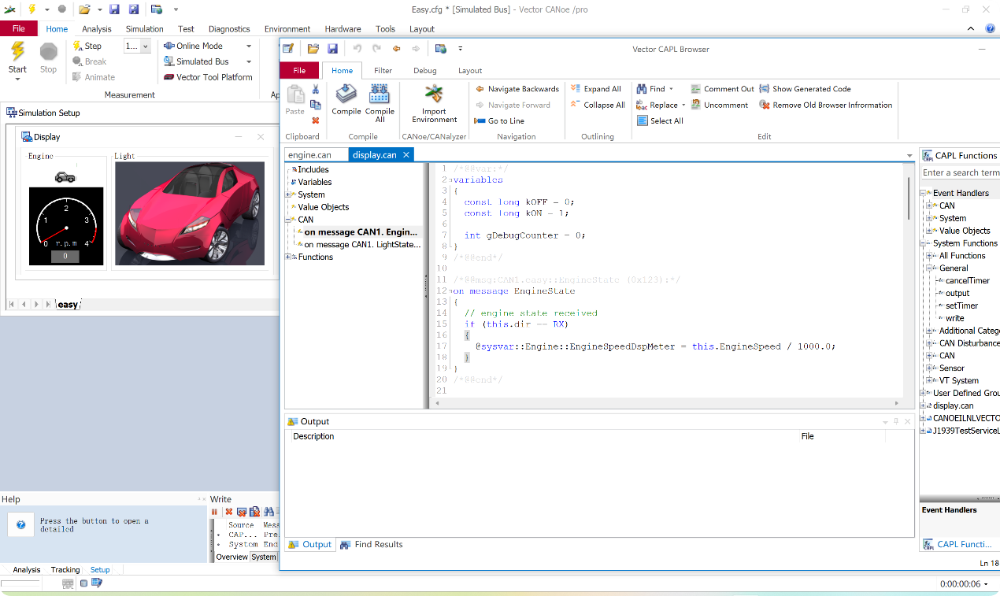 Easy.cfg * [Simulated Bus] - Vector CANoe /pro
File Home Analysis Simulation Test Diagnostics Environment Hardware Tools Layout
Start
Stop
Step
Break
Animate
1...
Online Mode
Simulated Bus
Vector Tool Platform
Measurement
Ap
Simulation Setup
Display
Engine
Light
0 1 2 3 4
r.p.m
0
easy
Vector CAPL Browser
File Home Filter Debug Layout
Paste
Clipboard
Compile
Compile All
Compile
Import Environment
CANoe/CANalyzer
Navigate Backwards
Navigate Forward
Go to Line
Navigation
Expand All
Collapse All
Outlining
Find
Replace
Select All
Comment Out
Uncomment
Show Generated Code
Remove Old Browser Information
Edit
engine.can
display.can
Includes
Variables
System
Value Objects
CAN
on message CAN1. Engin...
on message CAN1. LightState...
Functions
1 /*@@var:*/
2 variables
3 {
4 const long kOFF = 0;
5 const long kON = 1;
6
7 int gDebugCounter = 0;
8 }
9 /*@@end*/
10
11 /*@@msg:CAN1.easy::EngineState (0x123):*/
12 on message EngineState
13 {
14 // engine state received
15 if (this.dir == RX)
16 {
17 @sysvar::Engine::EngineSpeedDspMeter = this.EngineSpeed / 1000.0;
18 }
19 }
20 /*@@end*/
21
CAPL Functions
Enter a search term
Event Handlers
CAN
System
Value Objects
System Functions
All Functions
General
cancelTimer
output
setTimer
write
Additional Categ
CAN Disturbance
CAN
Sensor
VT System
User Defined Grou
display.can
CANOEILNLVECTO
J1939TestServiceL
Event Handlers
CAPL Functi...
Ln 18
Output
Description
File
Output
Find Results
Help
Press the button to open a
detailed
Write
Source Mess
CAP... Pre
System End
Overview System
Analysis Tracking Setup
0:00:00:06